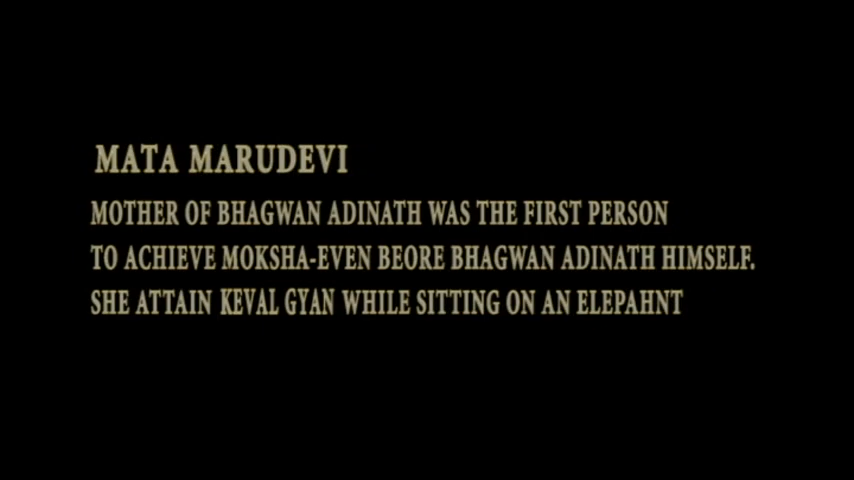 MATA MARUDEVI
MOTHER OF BHAGWAN ADINATH WAS THE FIRST PERSON
TO ACHIEVE MOKSHA-EVEN BEORE BHAGWAN ADINATH HIMSELF.
SHE ATTAIN KEVAL GYAN WHILE SITTING ON AN ELEPAHNT